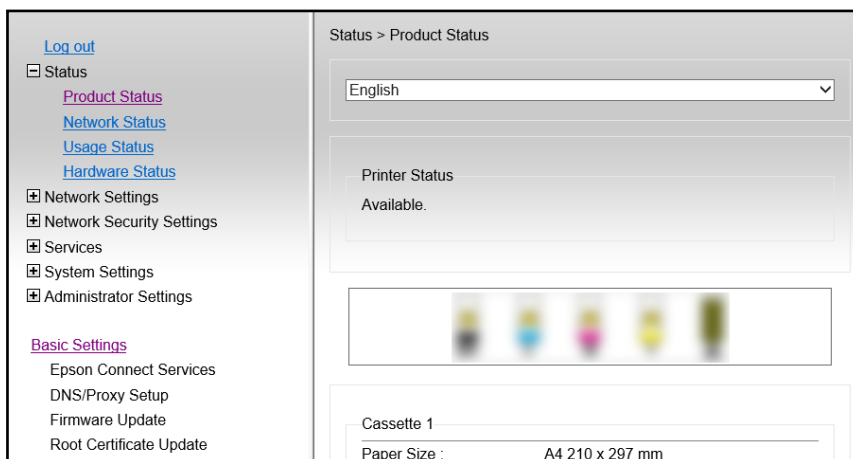 Log out
Status
Product Status
Network Status
Usage Status
Hardware Status
Network Settings
Network Security Settings
Services
System Settings
Administrator Settings
Basic Settings
Epson Connect Services
DNS/Proxy Setup
Firmware Update
Root Certificate Update
Status > Product Status
English
Printer Status
Available.
Cassette 1
Paper Size : A4 210 x 297 mm